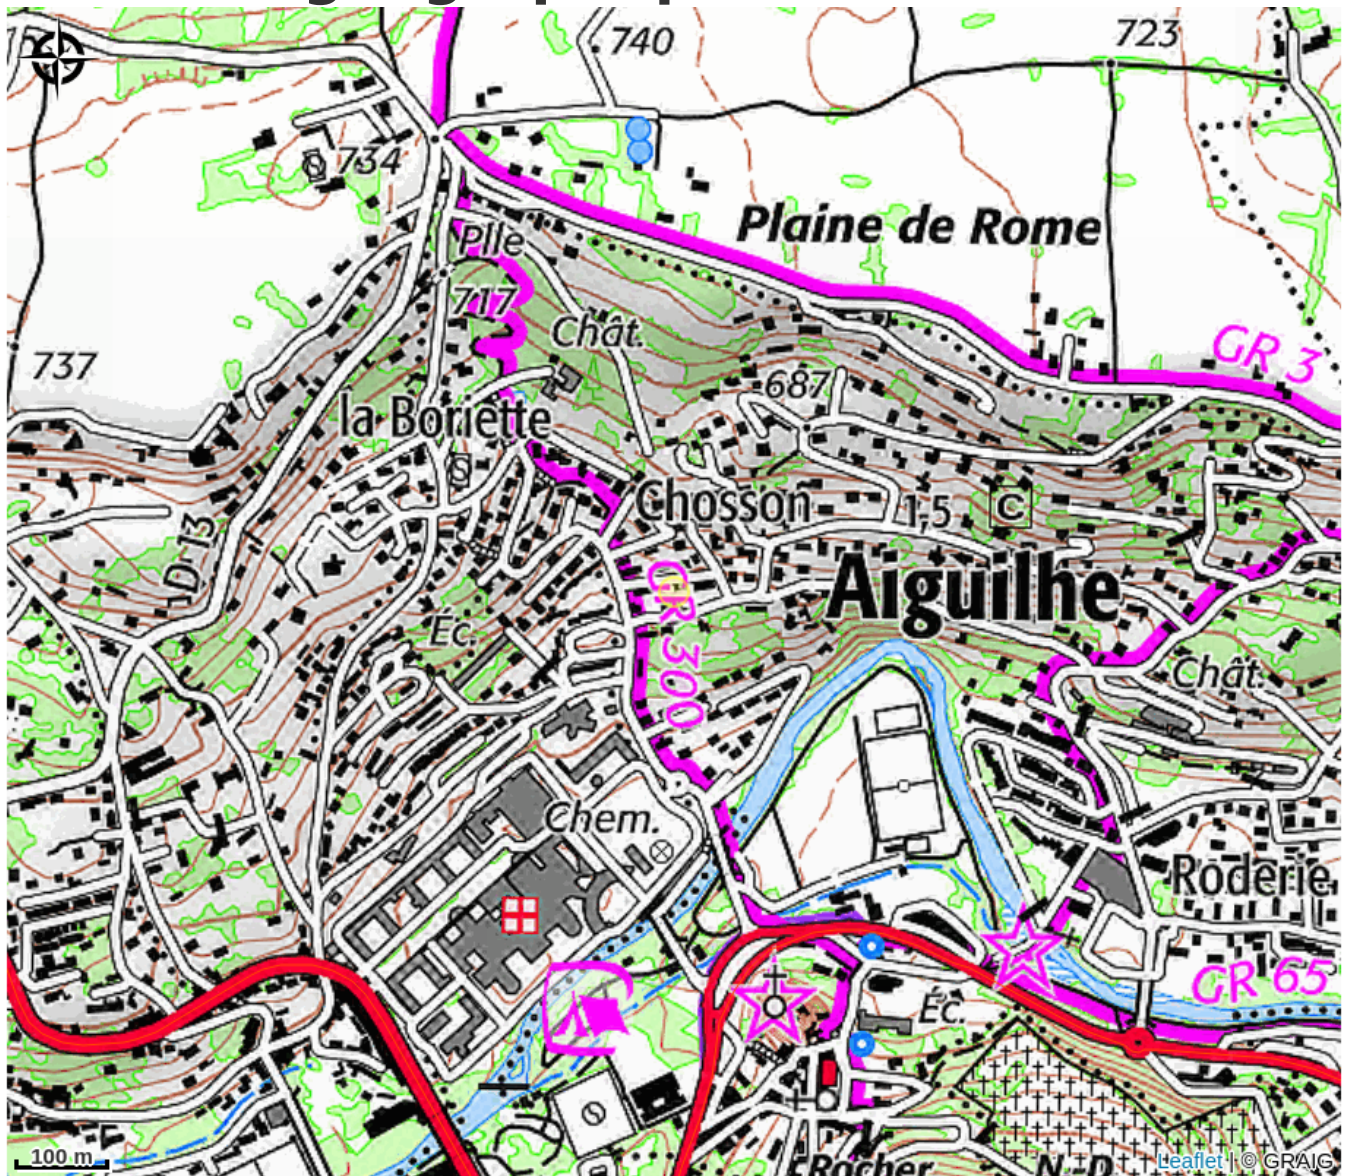 740
723
734
Plaine de Rome
Plle
717
Chât.
GR 3
737
687
la Boriette
Chosson
1,5
C
D 13
Aiguilhe
GR 300
Éc.
Chât.
Chem.
Roderie
GR 65
Éc.
100 m
Rocher
N.-D.
Leaflet | © GRAIG